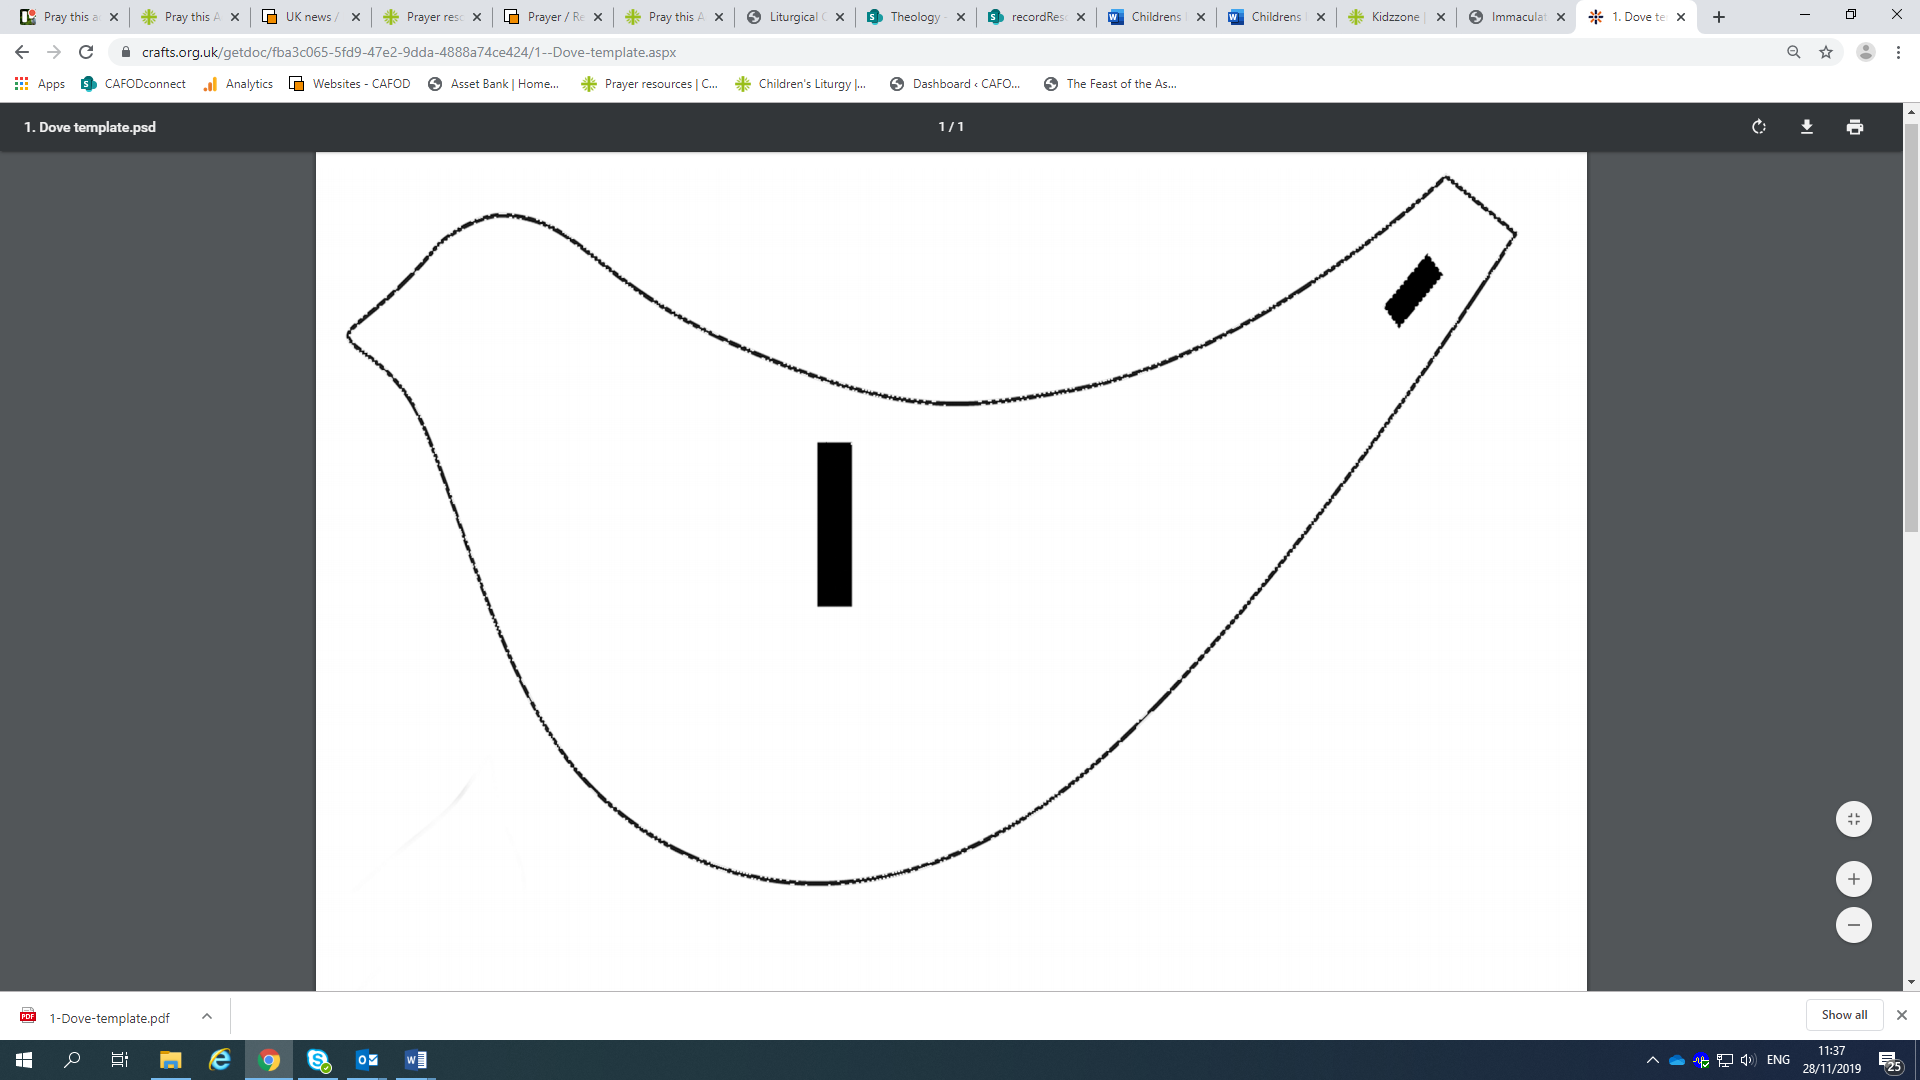 Pray this a
Pray this A
UK news /
Prayer reso
Prayer / Re
Pray this A
Liturgical C
Theology -
recordRes
Childrens
Childrens
Kidzzone |
Immaculat
1. Dove te
crafts.org.uk/getdoc/fba3c065-5fd9-47e2-9dda-4888a74ce424/1--Dove-template.aspx
Apps
CAFODconnect
Analytics
Websites - CAFOD
Asset Bank | Home...
Prayer resources | C...
Children's Liturgy |...
Dashboard ‹ CAFO...
The Feast of the As...
1. Dove template.psd
1 / 1
1-Dove-template.pdf
Show all
ENG
11:37
28/11/2019
25